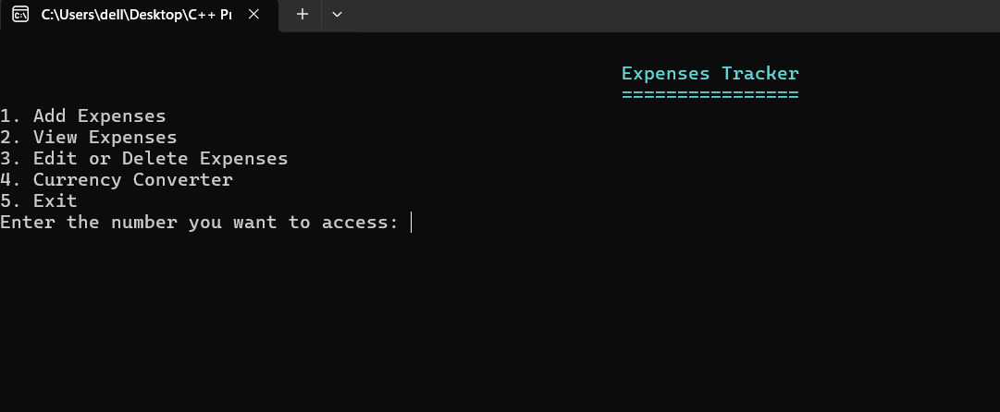 C:\Users\dell\Desktop\C++ Pr
Expenses Tracker
================
1. Add Expenses
2. View Expenses
3. Edit or Delete Expenses
4. Currency Converter
5. Exit
Enter the number you want to access: